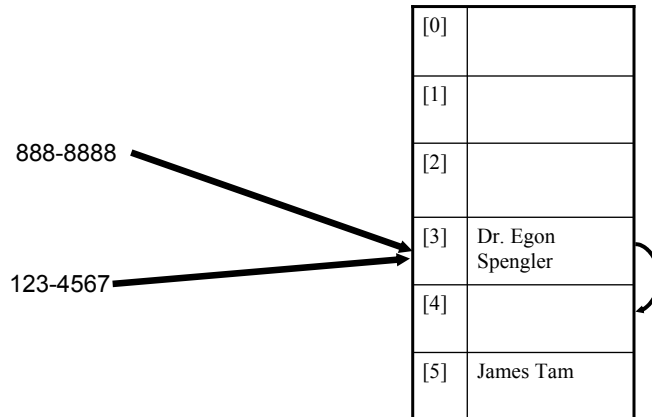 [0]
[1]
888-8888
[2]
[3] Dr. Egon
Spengler
123-4567
[4]
[5] James Tam